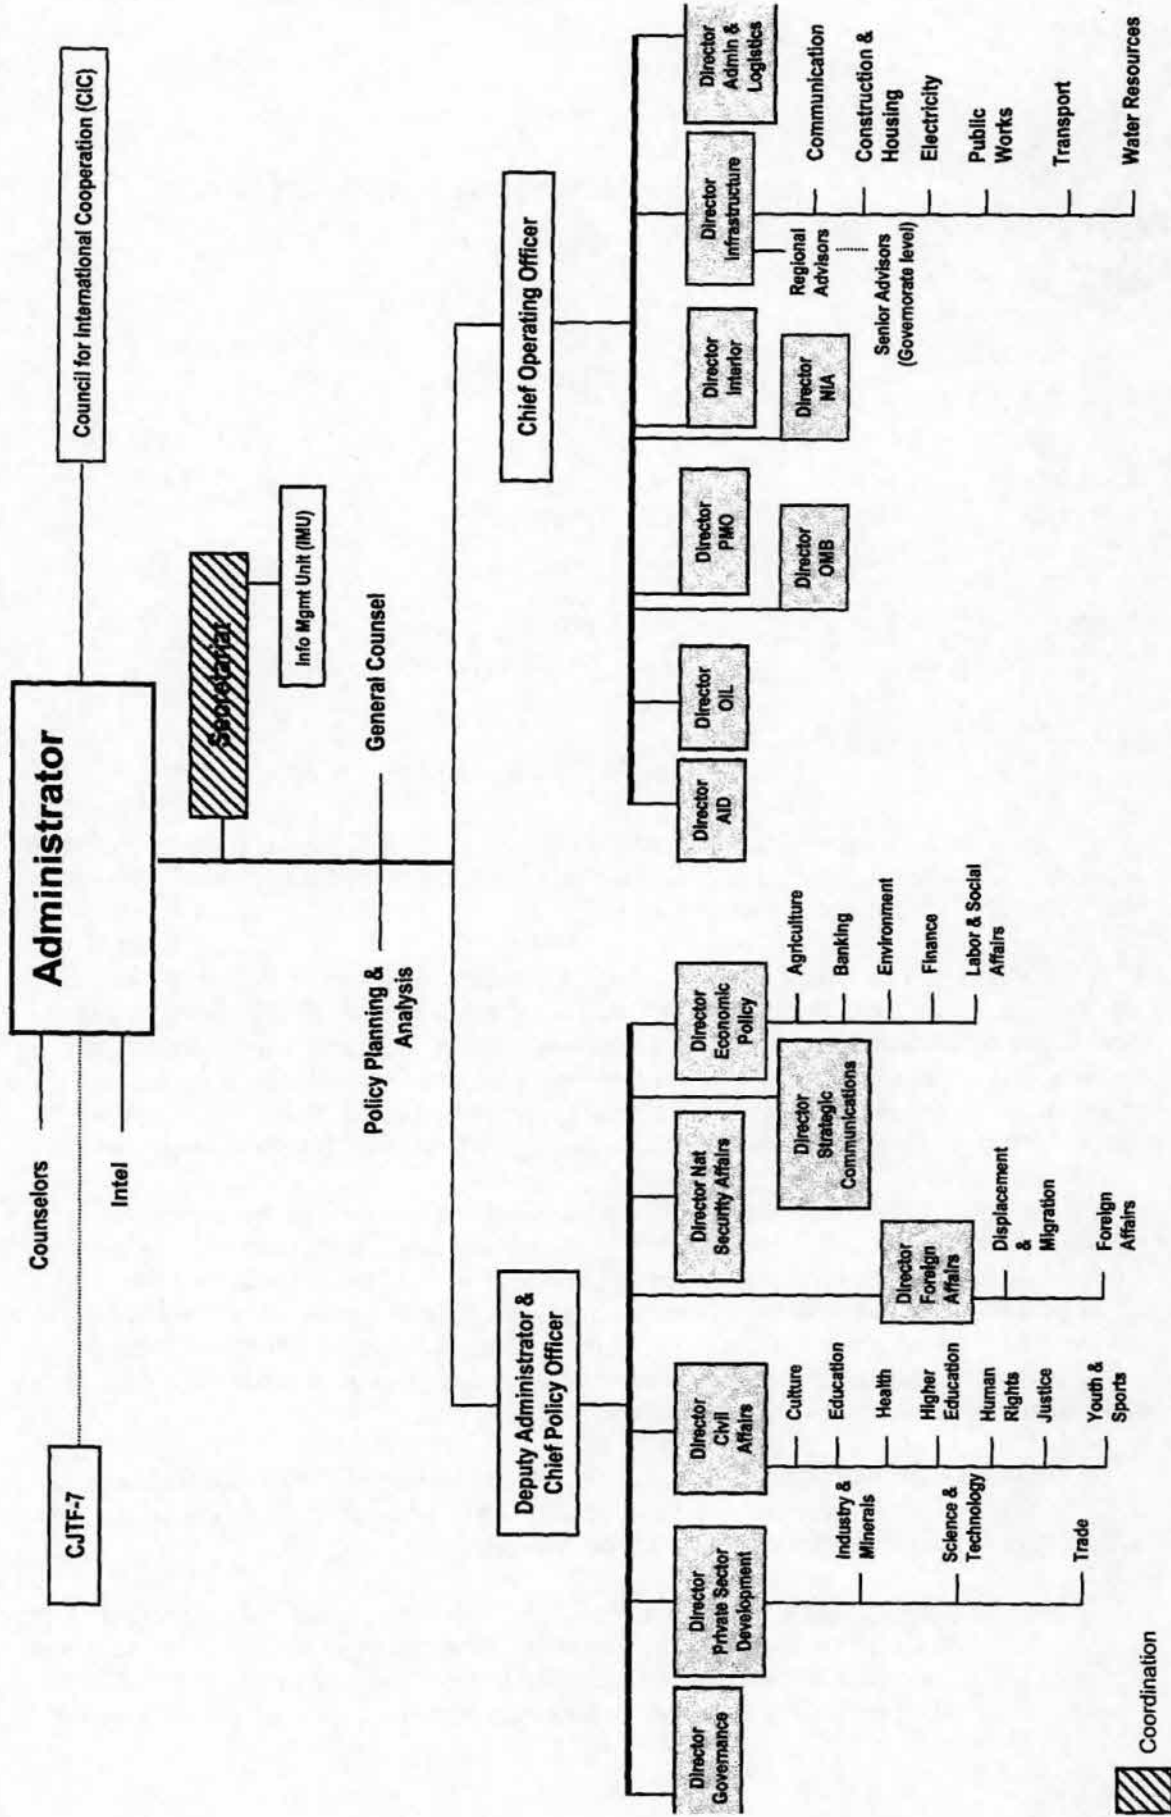 Administrator
Council for International Cooperation (CIC)
Counselors
CJTF-7
Intel
Secretariat
Info Mgmt Unit (IMU)
Policy Planning &
Analysis
General Counsel
Deputy Administrator &
Chief Policy Officer
Chief Operating Officer
Director
Governance
Director
Private Sector
Development
Industry &
Minerals
Science &
Technology
Trade
Director
Civil
Affairs
Culture
Education
Health
Higher
Education
Human
Rights
Justice
Youth &
Sports
Director Nat
Security Affairs
Director
Foreign
Affairs
Displacement
&
Migration
Foreign
Affairs
Director
Strategic
Communications
Director
Economic
Policy
Agriculture
Banking
Environment
Finance
Labor & Social
Affairs
Director
AID
Director
OIL
Director
PMO
Director
OMB
Director
Interior
Director
NIA
Director
Infrastructure
Regional
Advisors
Senior Advisors
(Governorate level)
Communication
Construction &
Housing
Electricity
Public
Works
Transport
Water Resources
Director
Admin &
Logistics
Coordination